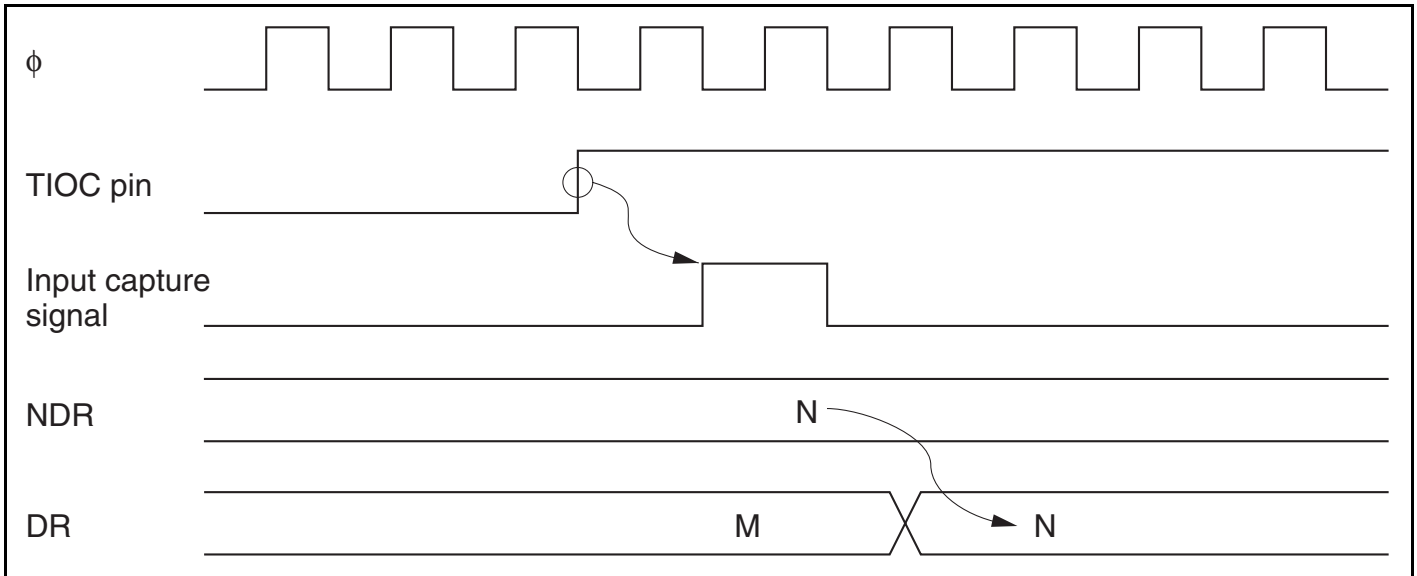 ϕ
TIOC pin
Input capture
signal
NDR
N
DR
M
N